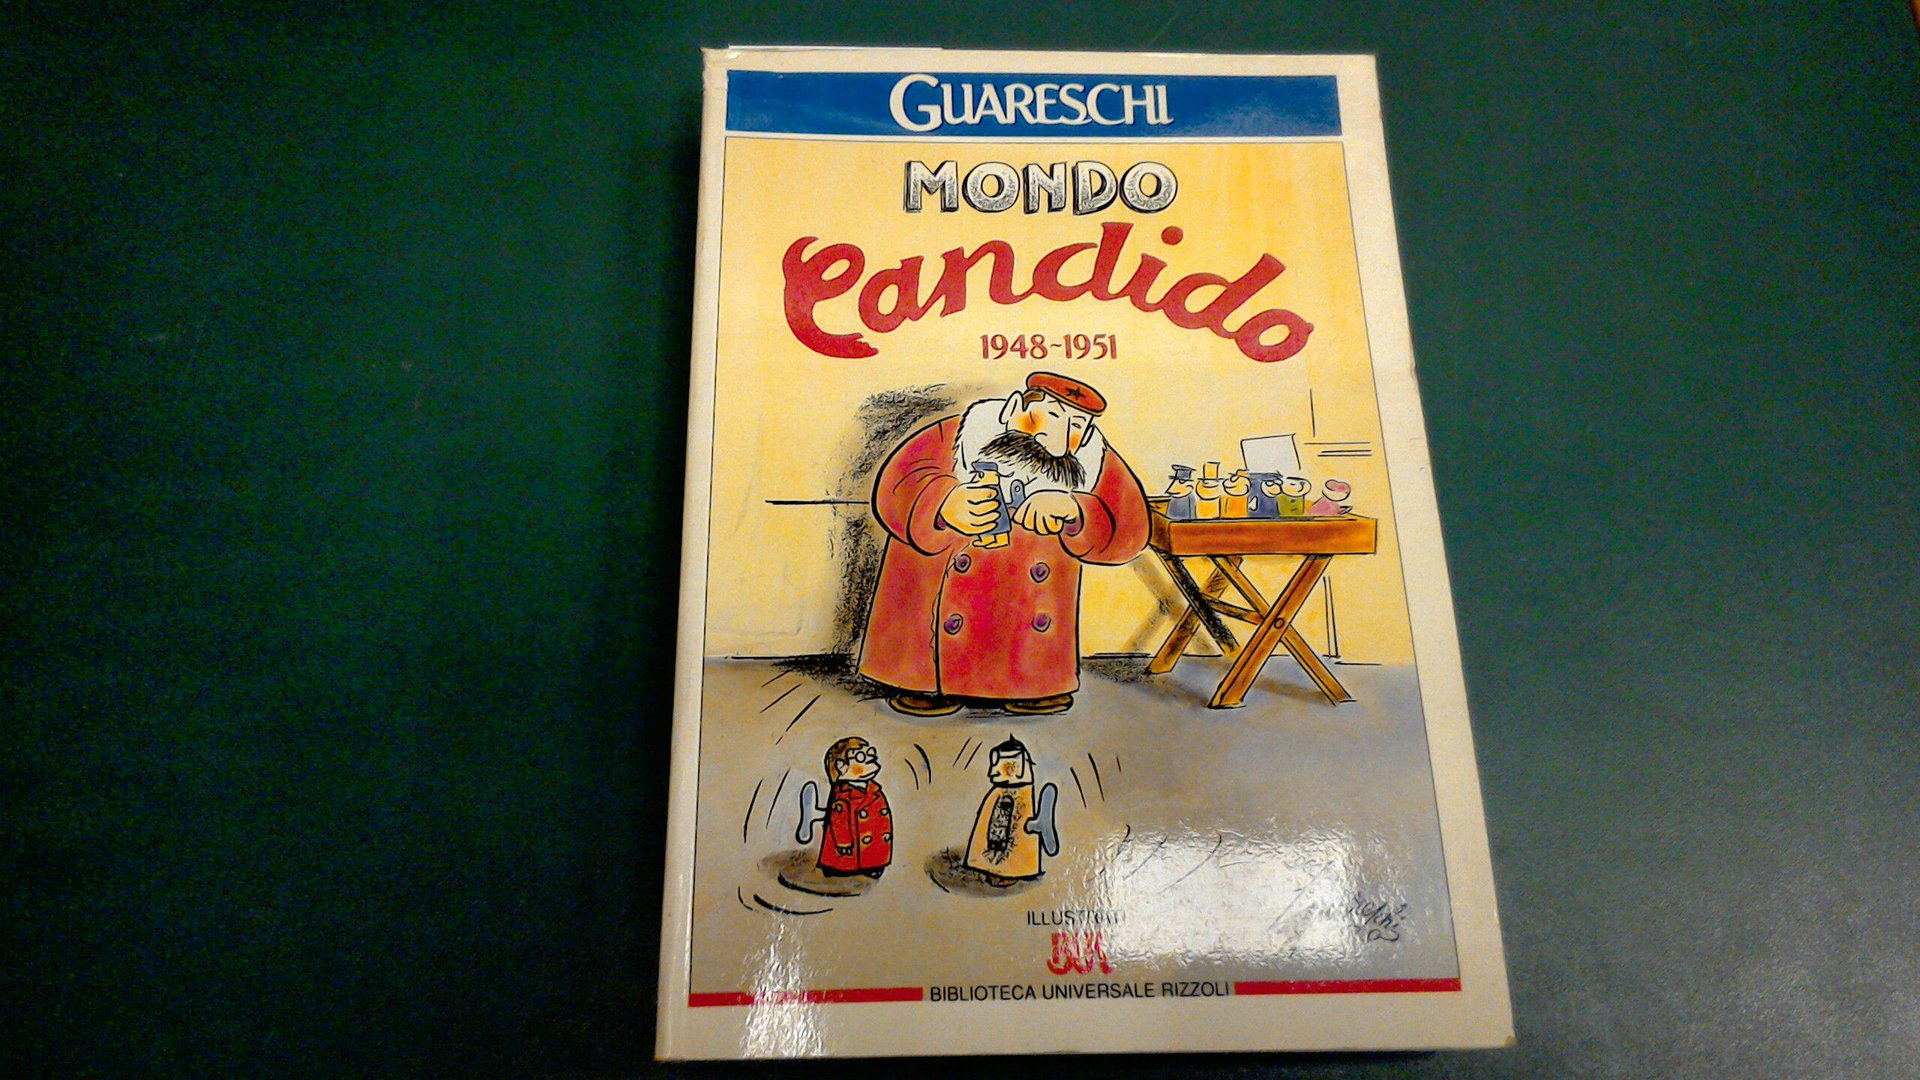 GUARESCHI
MONDO
Candido
1948-1951
BUR
BIBLIOTECA UNIVERSALE RIZZOLI